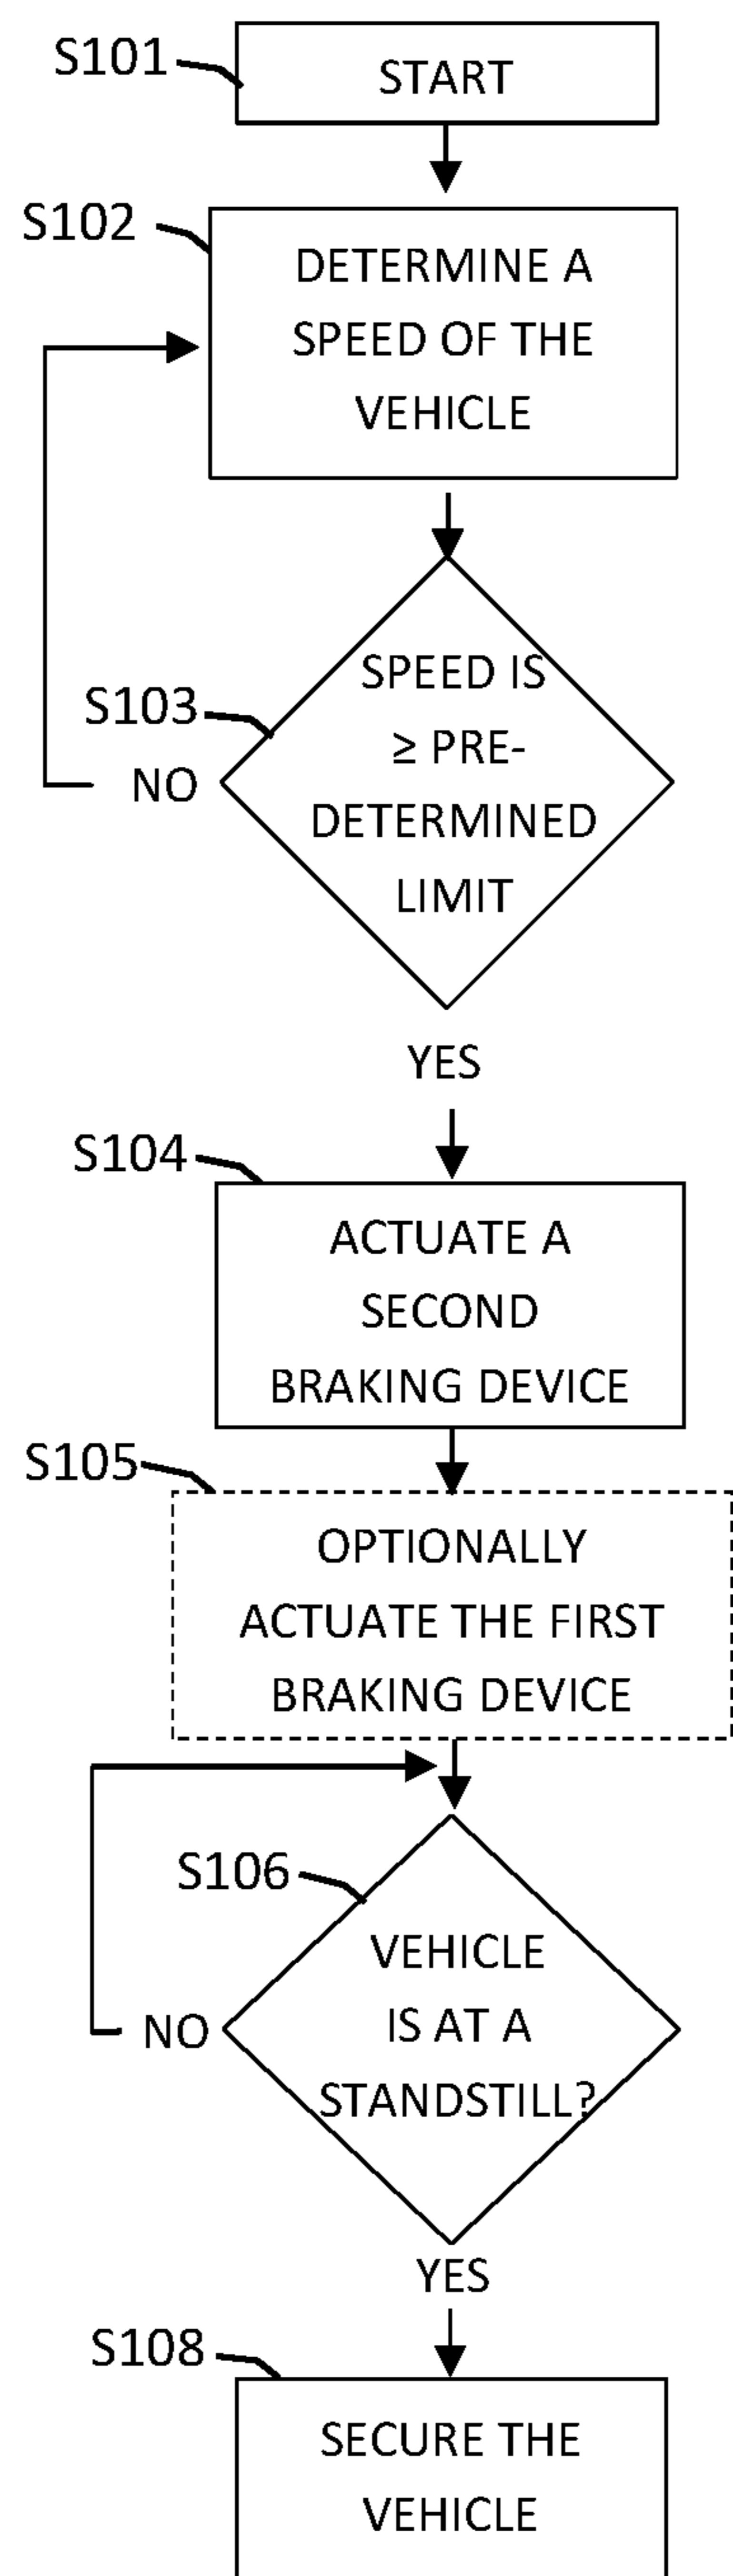 S101
START
S102
DETERMINE A
SPEED OF THE
VEHICLE
S103
SPEED IS
≥ PRE-
DETERMINED
LIMIT
NO
YES
S104
ACTUATE A
SECOND
BRAKING DEVICE
S105
OPTIONALLY
ACTUATE THE FIRST
BRAKING DEVICE
S106
VEHICLE
IS AT A
STANDSTILL?
NO
YES
S108
SECURE THE
VEHICLE